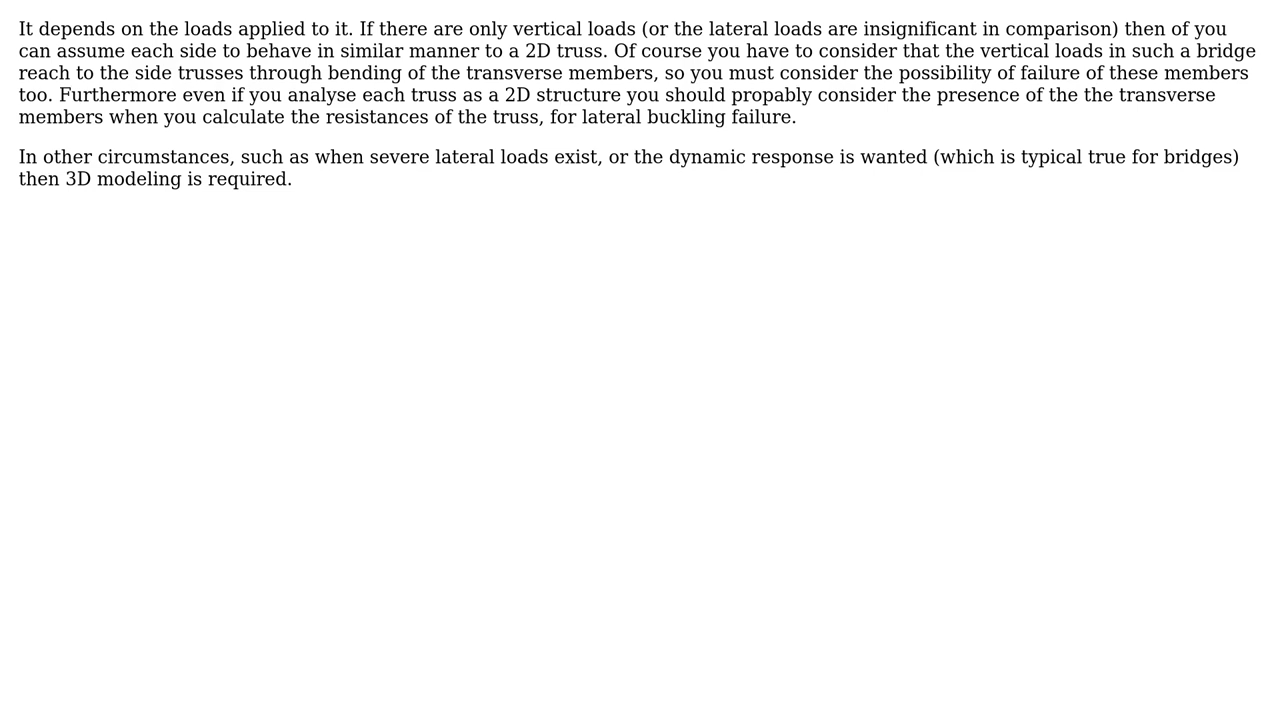 It depends on the loads applied to it. If there are only vertical loads (or the lateral loads are insignificant in comparison) then of you
can assume each side to behave in similar manner to a 2D truss. Of course you have to consider that the vertical loads in such a bridge
reach to the side trusses through bending of the transverse members, so you must consider the possibility of failure of these members
too. Furthermore even if you analyse each truss as a 2D structure you should propably consider the presence of the the transverse
members when you calculate the resistances of the truss, for lateral buckling failure.
In other circumstances, such as when severe lateral loads exist, or the dynamic response is wanted (which is typical true for bridges)
then 3D modeling is required.